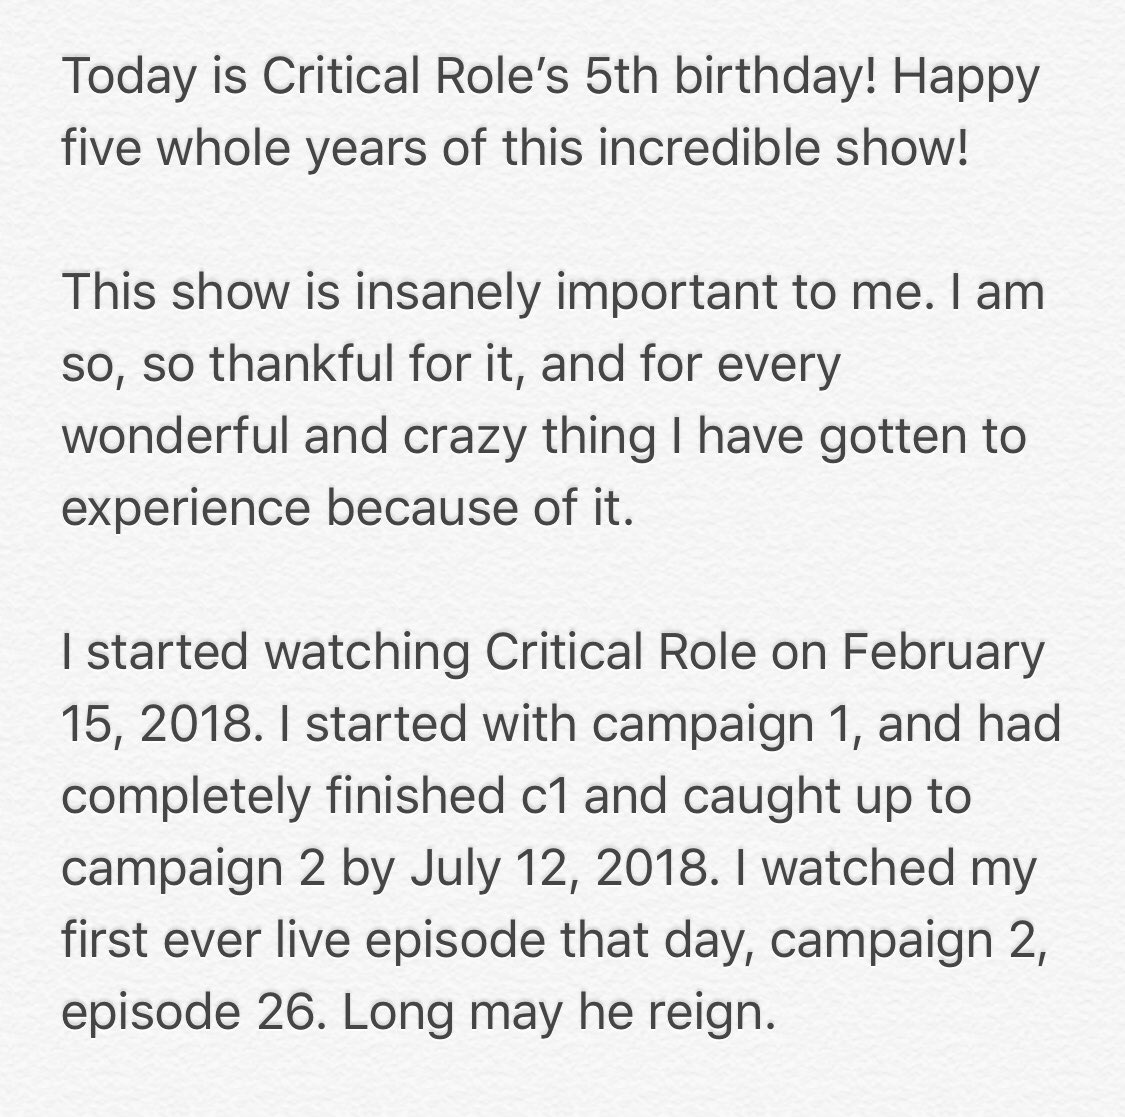 Today is Critical Role’s 5th birthday! Happy
five whole years of this incredible show!
This show is insanely important to me. I am
so, so thankful for it, and for every
wonderful and crazy thing I have gotten to
experience because of it.
I started watching Critical Role on February
15, 2018. I started with campaign 1, and had
completely finished c1 and caught up to
campaign 2 by July 12, 2018. I watched my
first ever live episode that day, campaign 2,
episode 26. Long may he reign.